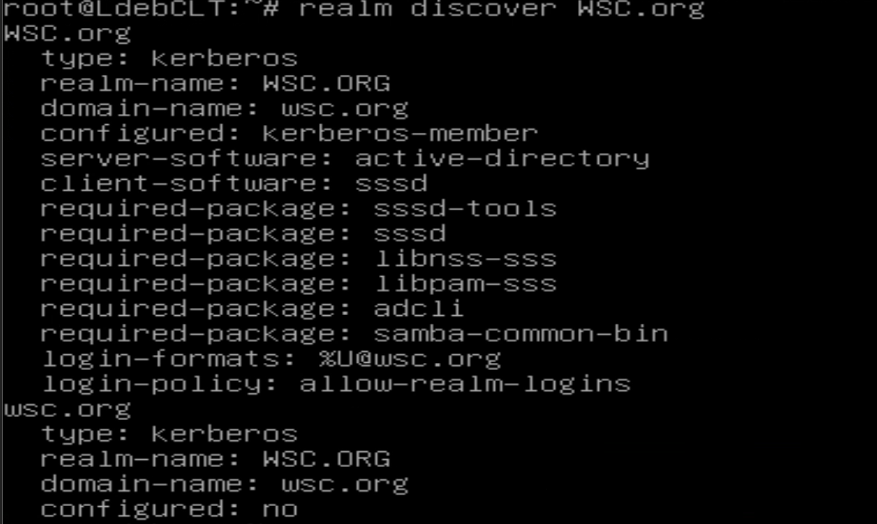 root@LdebCLT:~# realm discover WSC.org
WSC.org
  type: kerberos
  realm-name: WSC.ORG
  domain-name: wsc.org
  configured: kerberos-member
  server-software: active-directory
  client-software: sssd
  required-package: sssd-tools
  required-package: sssd
  required-package: libnss-sss
  required-package: libpam-sss
  required-package: adcli
  required-package: samba-common-bin
  login-formats: %U@wsc.org
  login-policy: allow-realm-logins
wsc.org
  type: kerberos
  realm-name: WSC.ORG
  domain-name: wsc.org
  configured: no